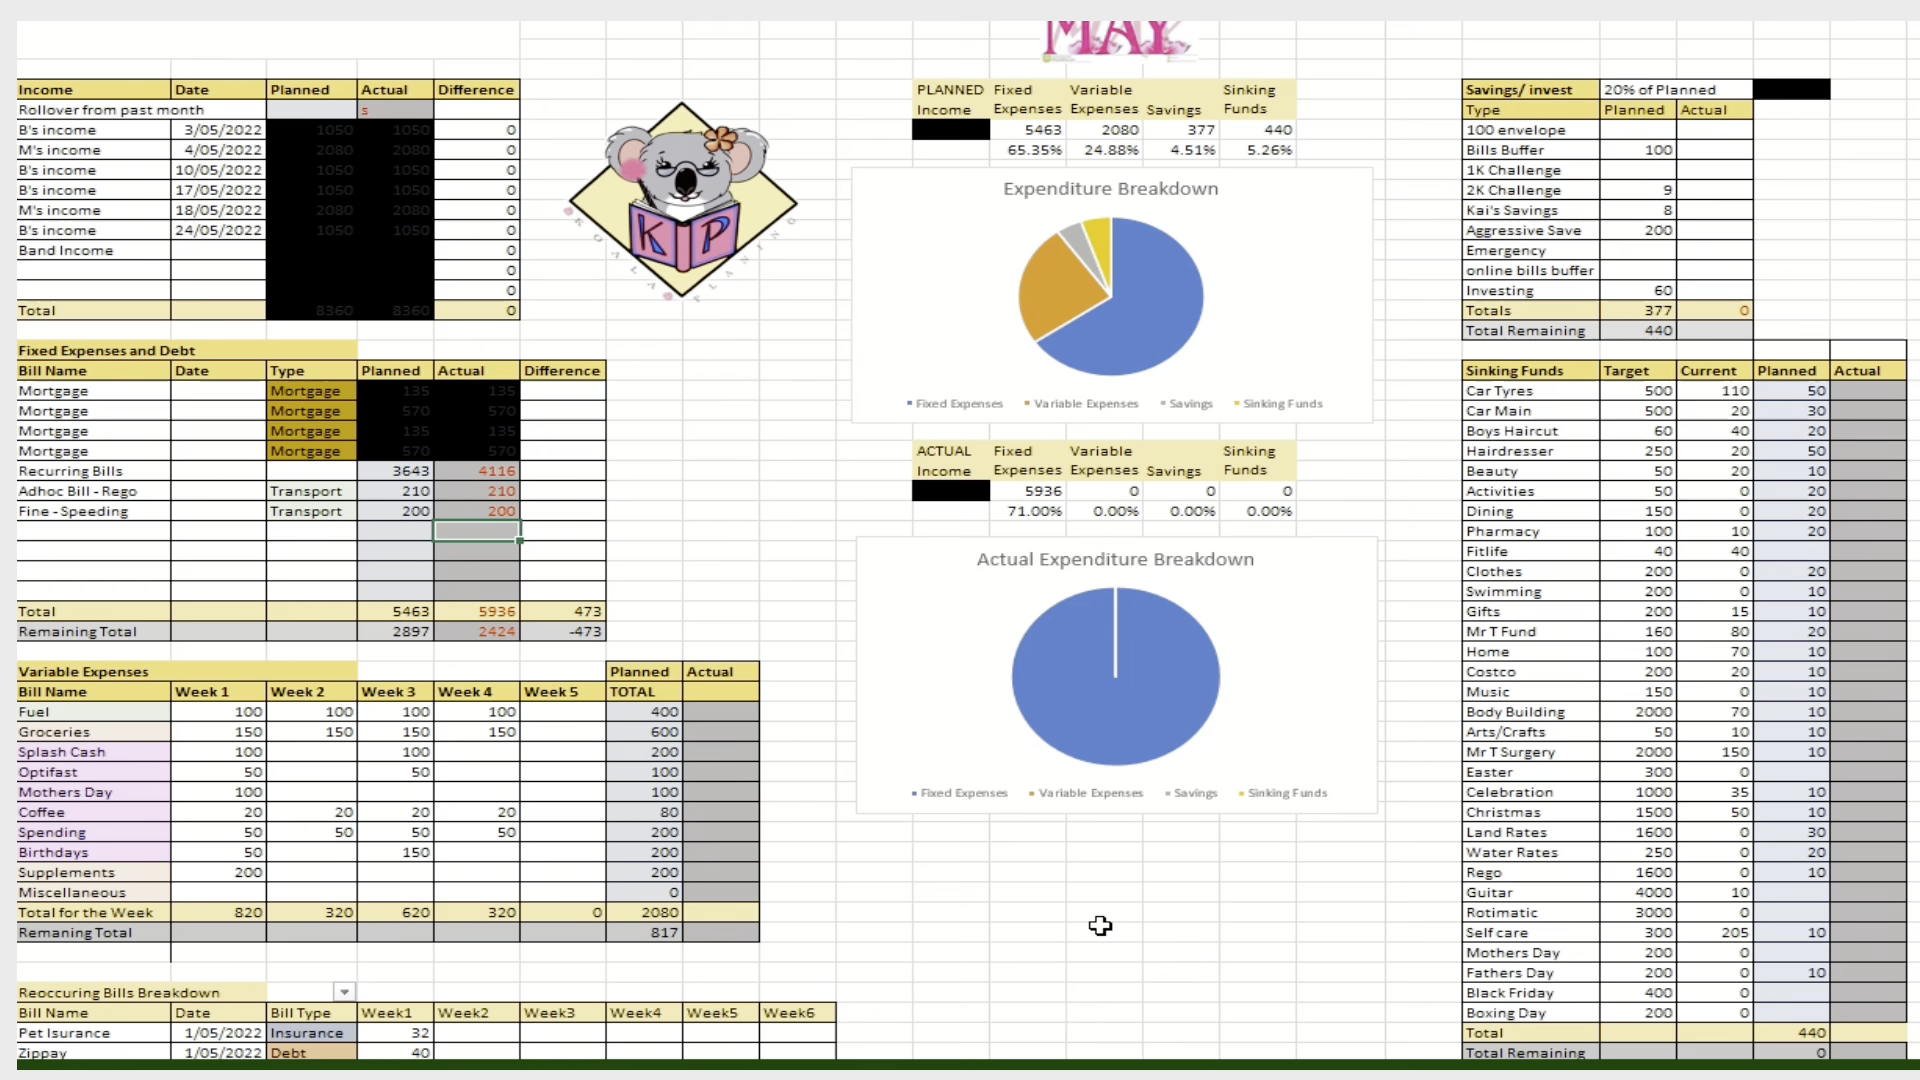 MAY
Income Date Planned Actual Difference
Rollover from past month s
B's income 3/05/2022 1050 1050 0
M's income 4/05/2022 2080 2080 0
B's income 10/05/2022 1050 1050 0
B's income 17/05/2022 1050 1050 0
M's income 18/05/2022 2080 2080 0
B's income 24/05/2022 1050 1050 0
Band Income 0
0
0
Total 8360 8360 0
KOALA PLANING
K P
Fixed Expenses and Debt
Bill Name Date Type Planned Actual Difference
Mortgage Mortgage 135 135
Mortgage Mortgage 570 570
Mortgage Mortgage 135 135
Mortgage Mortgage 570 570
Recurring Bills 3643 4116
Adhoc Bill - Rego Transport 210 210
Fine - Speeding Transport 200 200
Total 5463 5936 473
Remaining Total 2897 2424 -473
Variable Expenses Planned Actual
Bill Name Week 1 Week 2 Week 3 Week 4 Week 5 TOTAL
Fuel 100 100 100 100 400
Groceries 150 150 150 150 600
Splash Cash 100 100 200
Optifast 50 50 100
Mothers Day 100 100
Coffee 20 20 20 20 80
Spending 50 50 50 50 200
Birthdays 50 150 200
Supplements 200 200
Miscellaneous 0
Total for the Week 820 320 620 320 0 2080
Remaning Total 817
Reoccuring Bills Breakdown
Bill Name Date Bill Type Week1 Week2 Week3 Week4 Week5 Week6
Pet Isurance 1/05/2022 Insurance 32
Zippay 1/05/2022 Debt 40
PLANNED Fixed Variable Sinking
Income Expenses Expenses Savings Funds
5463 2080 377 440
65.35% 24.88% 4.51% 5.26%
Expenditure Breakdown
Fixed Expenses Variable Expenses Savings Sinking Funds
ACTUAL Fixed Variable Sinking
Income Expenses Expenses Savings Funds
5936 0 0 0
71.00% 0.00% 0.00% 0.00%
Actual Expenditure Breakdown
Fixed Expenses Variable Expenses Savings Sinking Funds
Savings/ invest 20% of Planned
Type Planned Actual
100 envelope
Bills Buffer 100
1K Challenge
2K Challenge 9
Kai's Savings 8
Aggressive Save 200
Emergency
online bills buffer
Investing 60
Totals 377 0
Total Remaining 440
Sinking Funds Target Current Planned Actual
Car Tyres 500 110 50
Car Main 500 20 30
Boys Haircut 60 40 20
Hairdresser 250 20 50
Beauty 50 20 10
Activities 50 0 20
Dining 150 0 20
Pharmacy 100 10 20
Fitlife 40 40
Clothes 200 0 20
Swimming 200 0 10
Gifts 200 15 10
Mr T Fund 160 80 20
Home 100 70 10
Costco 200 20 10
Music 150 0 10
Body Building 2000 70 10
Arts/Crafts 50 10 10
Mr T Surgery 2000 150 10
Easter 300 0
Celebration 1000 35 10
Christmas 1500 50 10
Land Rates 1600 0 30
Water Rates 250 0 20
Rego 1600 0 10
Guitar 4000 10
Rotimatic 3000 0
Self care 300 205 10
Mothers Day 200 0
Fathers Day 200 0 10
Black Friday 400 0
Boxing Day 200 0
Total 440
Total Remaining 0